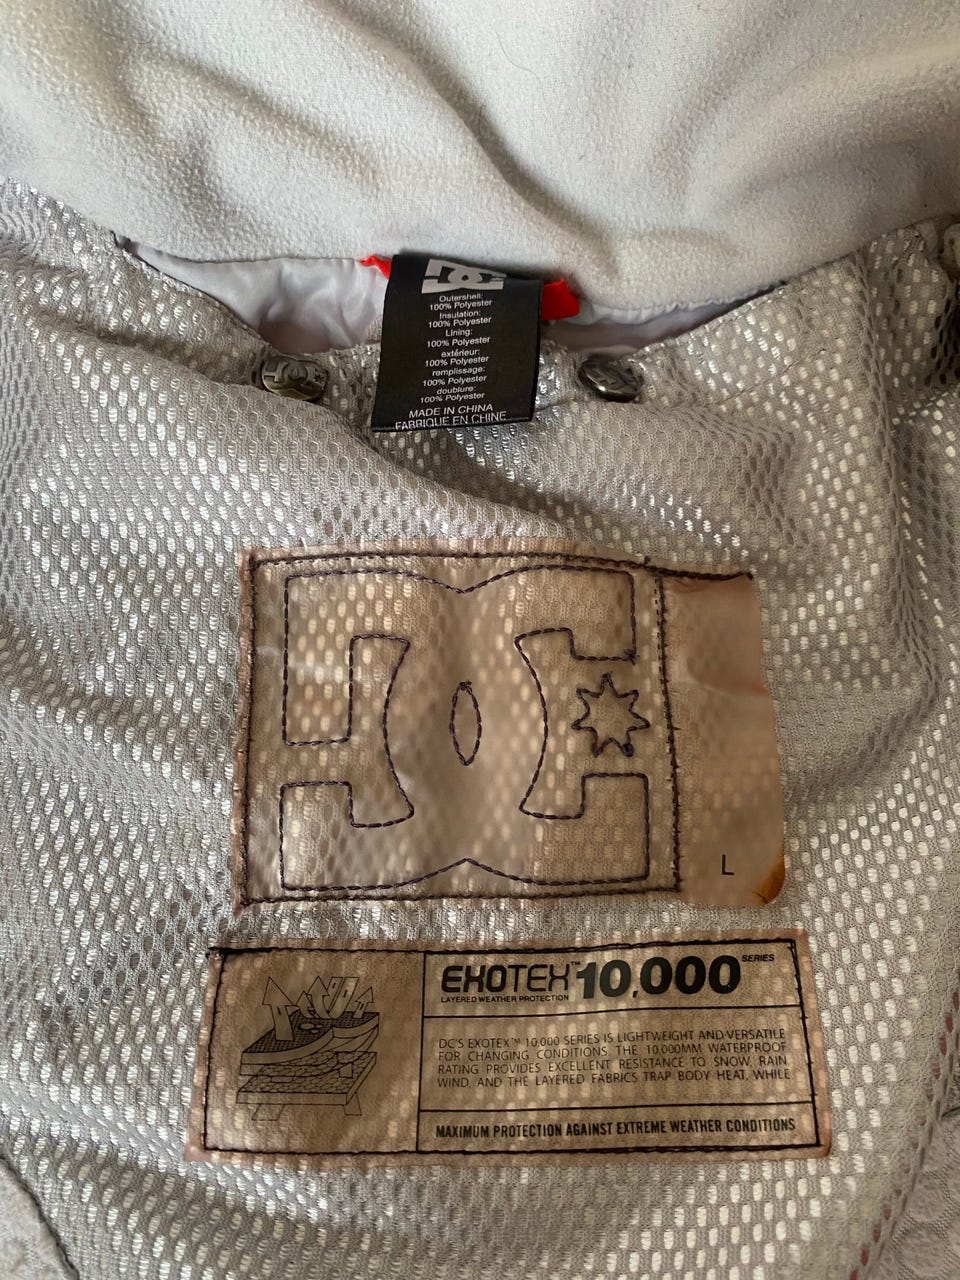 DC
Outershell:
100% Polyester
Insulation:
100% Polyester
Lining:
100% Polyester
extérieur:
100% Polyester
remplissage:
100% Polyester
doublure:
100% Polyester
MADE IN CHINA
FABRIQUE EN CHINE
DC
L
EXOTEX™ 10,000 SERIES
LAYERED WEATHER PROTECTION
DC'S EXOTEX™ 10,000 SERIES IS LIGHTWEIGHT AND VERSATILE
FOR CHANGING CONDITIONS. THE 10,000MM WATERPROOF
RATING PROVIDES EXCELLENT RESISTANCE TO SNOW, RAIN,
WIND, AND THE LAYERED FABRICS TRAP BODY HEAT, WHILE
MAXIMUM PROTECTION AGAINST EXTREME WEATHER CONDITIONS